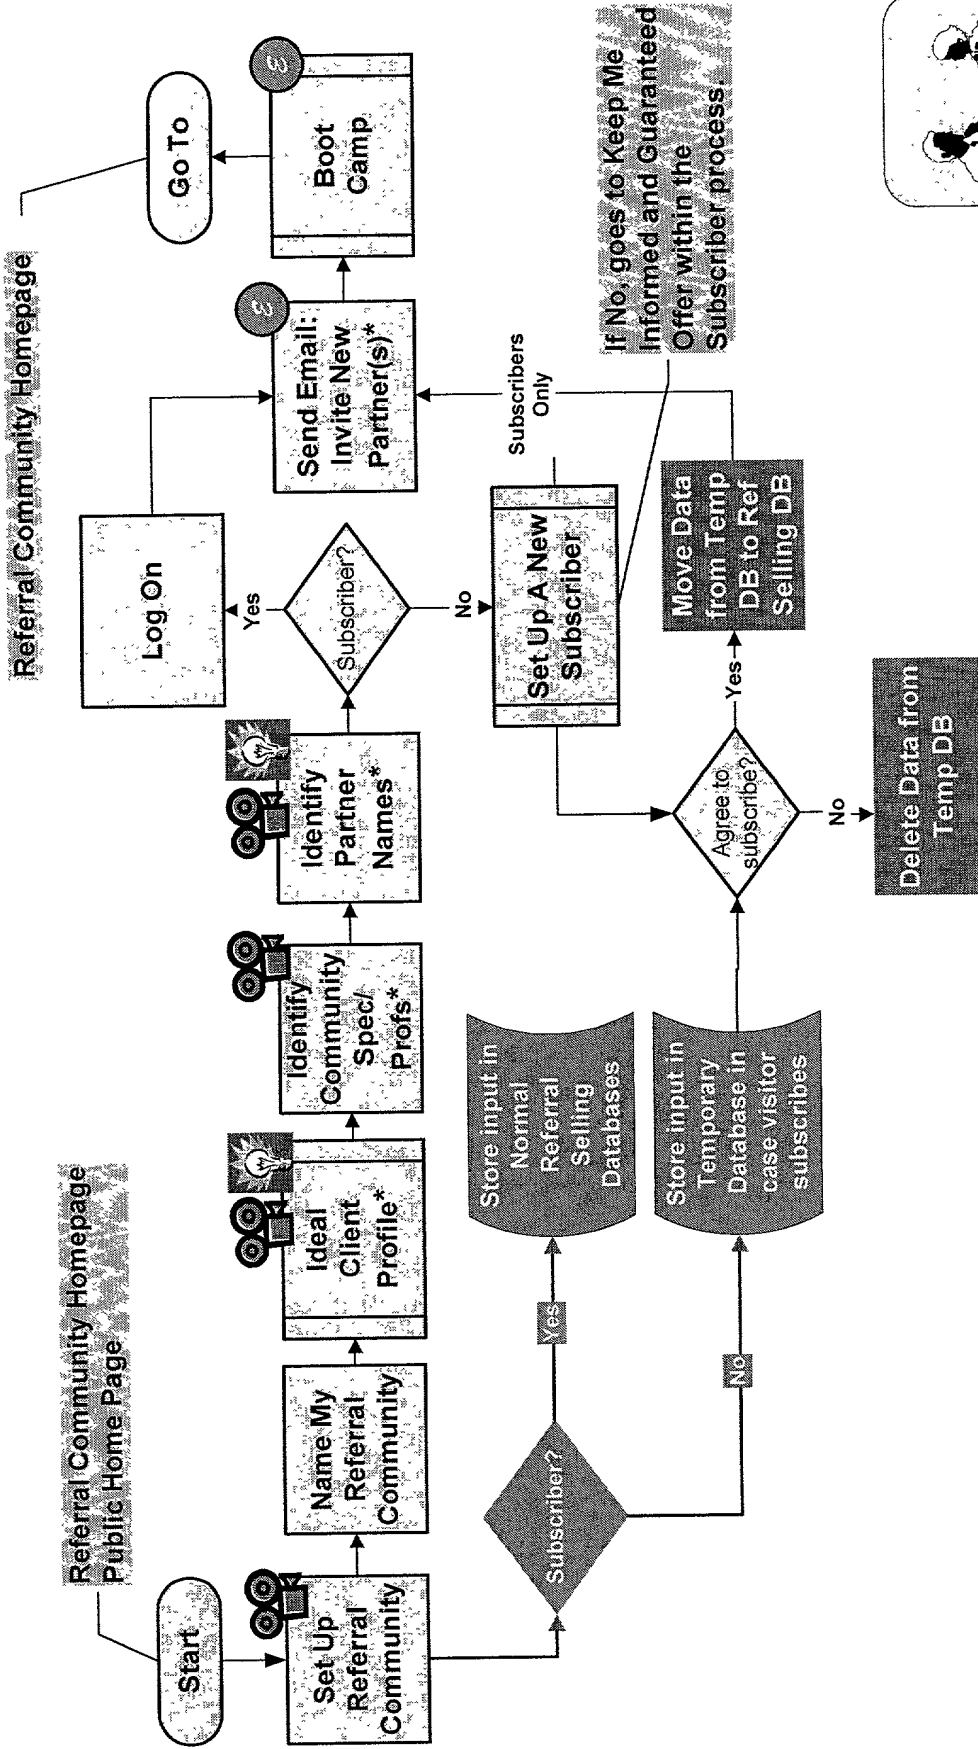 Referral Community Homepage
Public Home Page
Referral Community Homepage
Start
Go To
Set Up
Referral
Community
Name My
Referral
Community
Ideal
Client
Profile*
Identify
Community
Spec/
Profs*
Identify
Partner
Names*
Subscriber?
Yes
Log On
No
Send Email:
Invite New
Partner(s)*
ε
Boot
Camp
ε
Set Up A New
Subscriber
Subscribers
Only
If No, goes to Keep Me
Informed and Guaranteed
Offer within the
Subscriber process.
Subscriber?
Yes
No
Store input in
Normal
Referral
Selling
Databases
Store input in
Temporary
Database in
case visitor
subscribes
Agree to
subscribe?
Yes
No
Move Data
from Temp
DB to Ref
Selling DB
Delete Data from
Temp DB